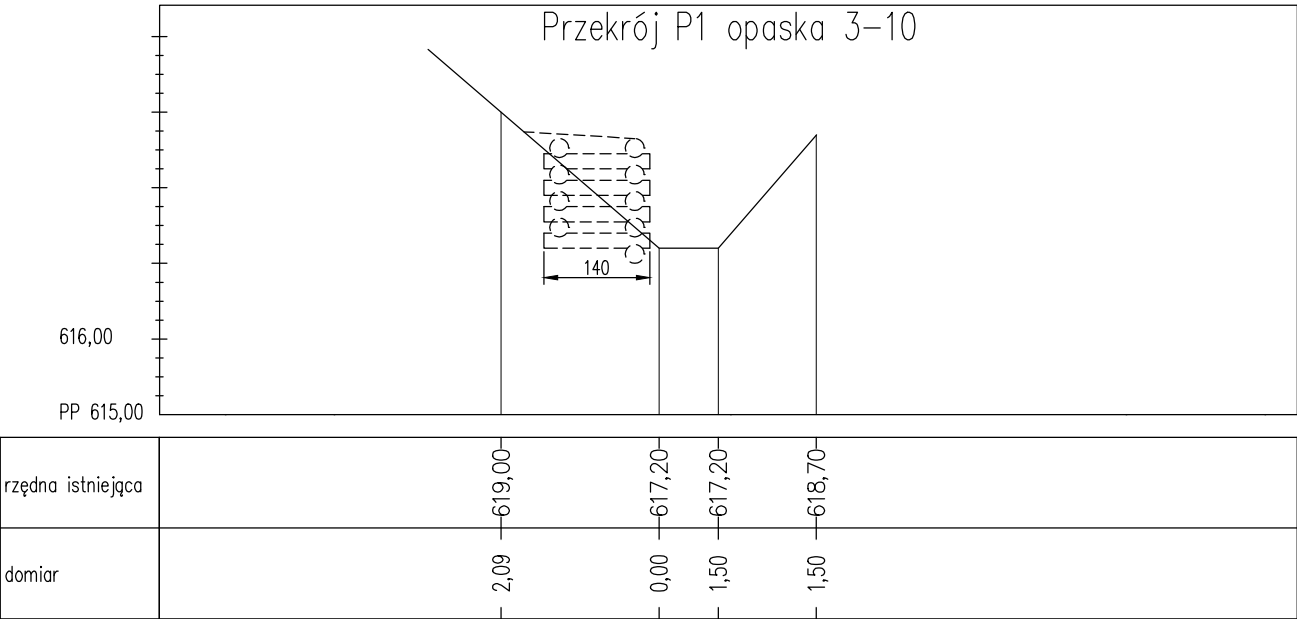 Przekrój P1 opaska 3-10
140
616,00
PP 615,00
rzędna istniejąca
619,00
617,20
617,20
618,70
domiar
2,09
0,00
1,50
1,50